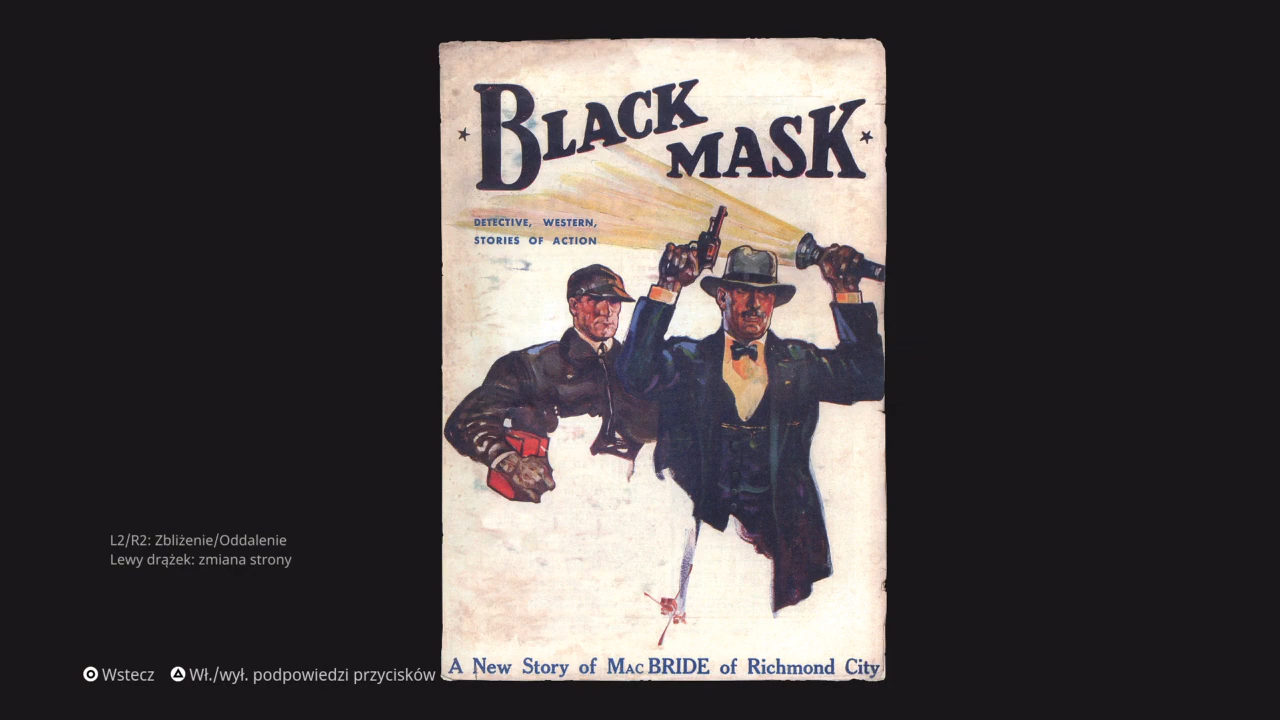 BLACK
MASK
DETECTIVE, WESTERN,
STORIES OF ACTION
L2/R2: Zbliżenie/Oddalenie
Lewy drążek: zmiana strony
Wstecz Wł./wył. podpowiedzi przycisków
A New Story of MACBRIDE of Richmond City